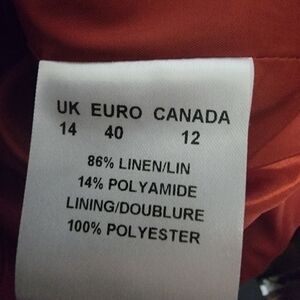 UK EURO CANADA
14 40 12
86% LINEN/LIN
14% POLYAMIDE
LINING/DOUBLURE
100% POLYESTER